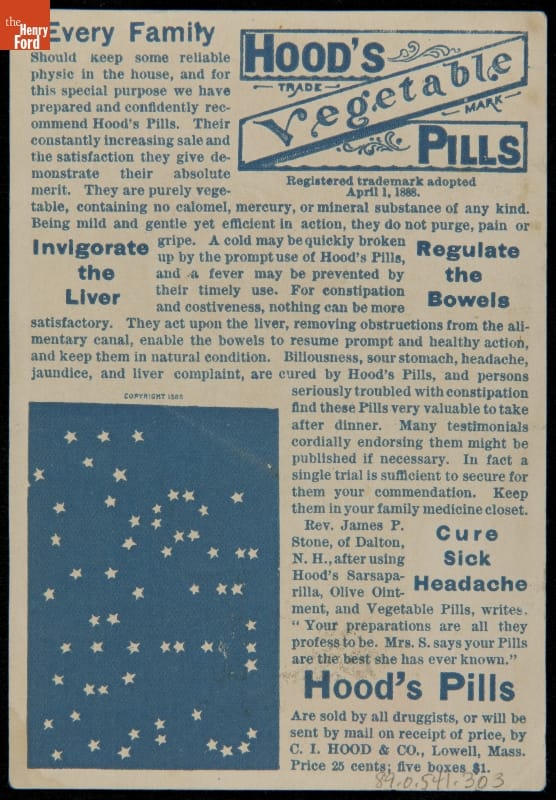 the
Henry
Ford
Every Family
Should keep some reliable
physic in the house, and for
this special purpose we have
prepared and confidently rec-
ommend Hood's Pills. Their
constantly increasing sale and
the satisfaction they give de-
monstrate their absolute
merit. They are purely vege-
HOOD'S
TRADE
Vegetable
MARK
PILLS
Registered trademark adopted
April 1, 1888.
table, containing no calomel, mercury, or mineral substance of any kind.
Being mild and gentle yet efficient in action, they do not purge, pain or
Invigorate
the
Liver
gripe. A cold may be quickly broken
up by the prompt use of Hood's Pills,
and a fever may be prevented by
their timely use. For constipation
and costiveness, nothing can be more
Regulate
the
Bowels
satisfactory. They act upon the liver, removing obstructions from the ali-
mentary canal, enable the bowels to resume prompt and healthy action,
and keep them in natural condition. Biliousness, sour stomach, headache,
jaundice, and liver complaint, are cured by Hood's Pills, and persons
COPYRIGHT 1888
seriously troubled with constipation
find these Pills very valuable to take
after dinner. Many testimonials
cordially endorsing them might be
published if necessary. In fact a
single trial is sufficient to secure for
them your commendation. Keep
them in your family medicine closet.
Rev. James P.
Stone, of Dalton,
N. H., after using
Hood's Sarsapa-
rilla, Olive Oint-
Cure
Sick
Headache
ment, and Vegetable Pills, writes.
"Your preparations are all they
profess to be. Mrs. S. says your Pills
are the best she has ever known."
Hood's Pills
Are sold by all druggists, or will be
sent by mail on receipt of price, by
C. I. HOOD & CO., Lowell, Mass.
Price 25 cents; five boxes $1.
89.0.541.303